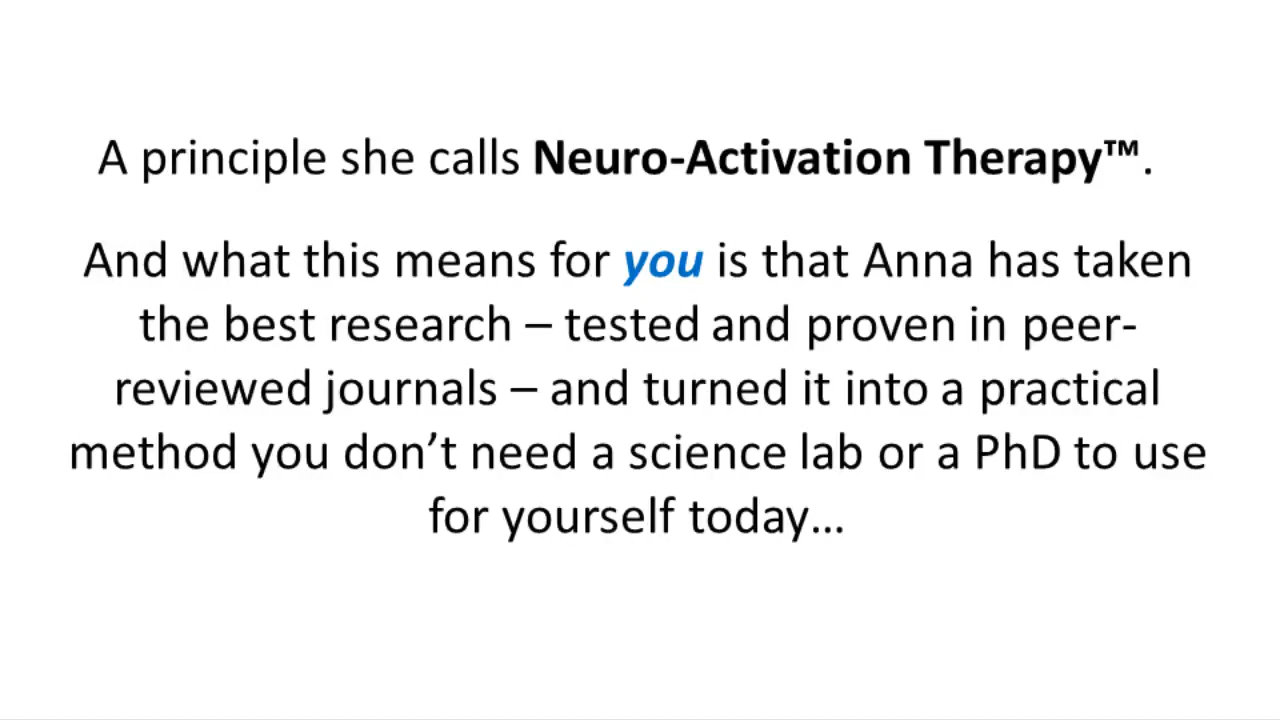 A principle she calls Neuro-Activation Therapy™.
And what this means for you is that Anna has taken
the best research – tested and proven in peer-
reviewed journals – and turned it into a practical
method you don’t need a science lab or a PhD to use
for yourself today…